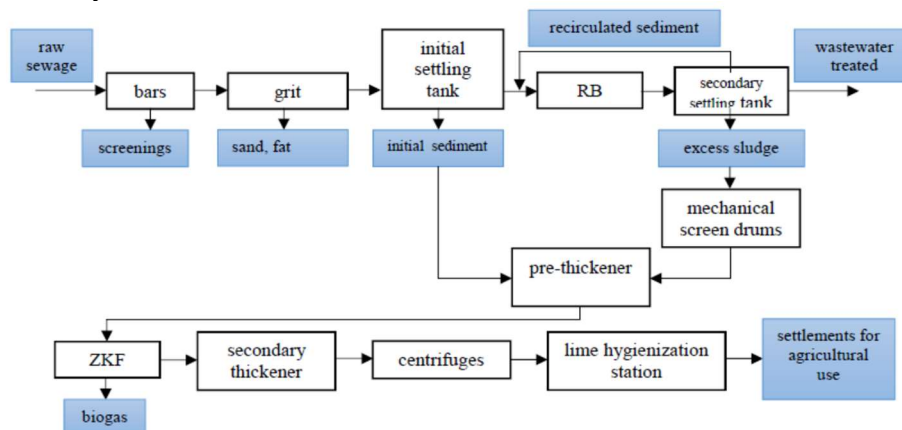 recirculated sediment
raw
sewage
initial
settling
tank
wastewater
treated
bars
grit
RB
secondary
settling tank
screenings
sand, fat
initial sediment
excess sludge
mechanical
screen drums
pre-thickener
ZKF
secondary
thickener
centrifuges
lime hygienization
station
settlements for
agricultural
use
biogas